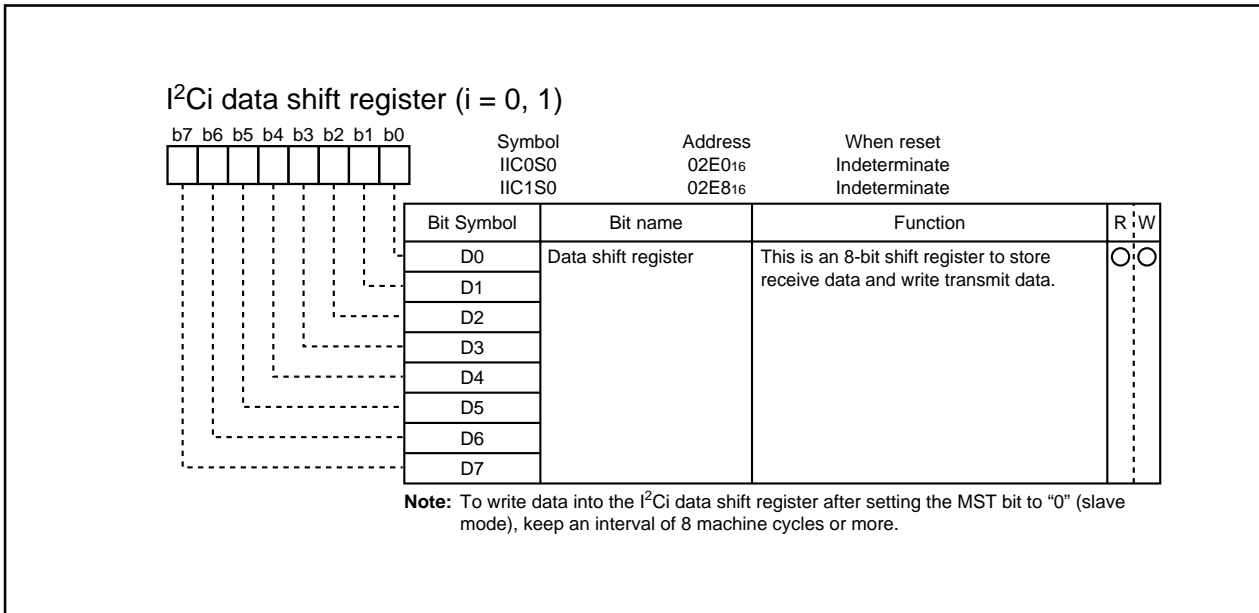 I²Ci data shift register (i = 0, 1)
b7 b6 b5 b4 b3 b2 b1 b0
Symbol Address When reset
IIC0S0 02E0₁₆ Indeterminate
IIC1S0 02E8₁₆ Indeterminate
Bit Symbol Bit name Function R W
D0 Data shift register This is an 8-bit shift register to store
receive data and write transmit data.
D1
D2
D3
D4
D5
D6
D7
Note: To write data into the I²Ci data shift register after setting the MST bit to “0” (slave
mode), keep an interval of 8 machine cycles or more.